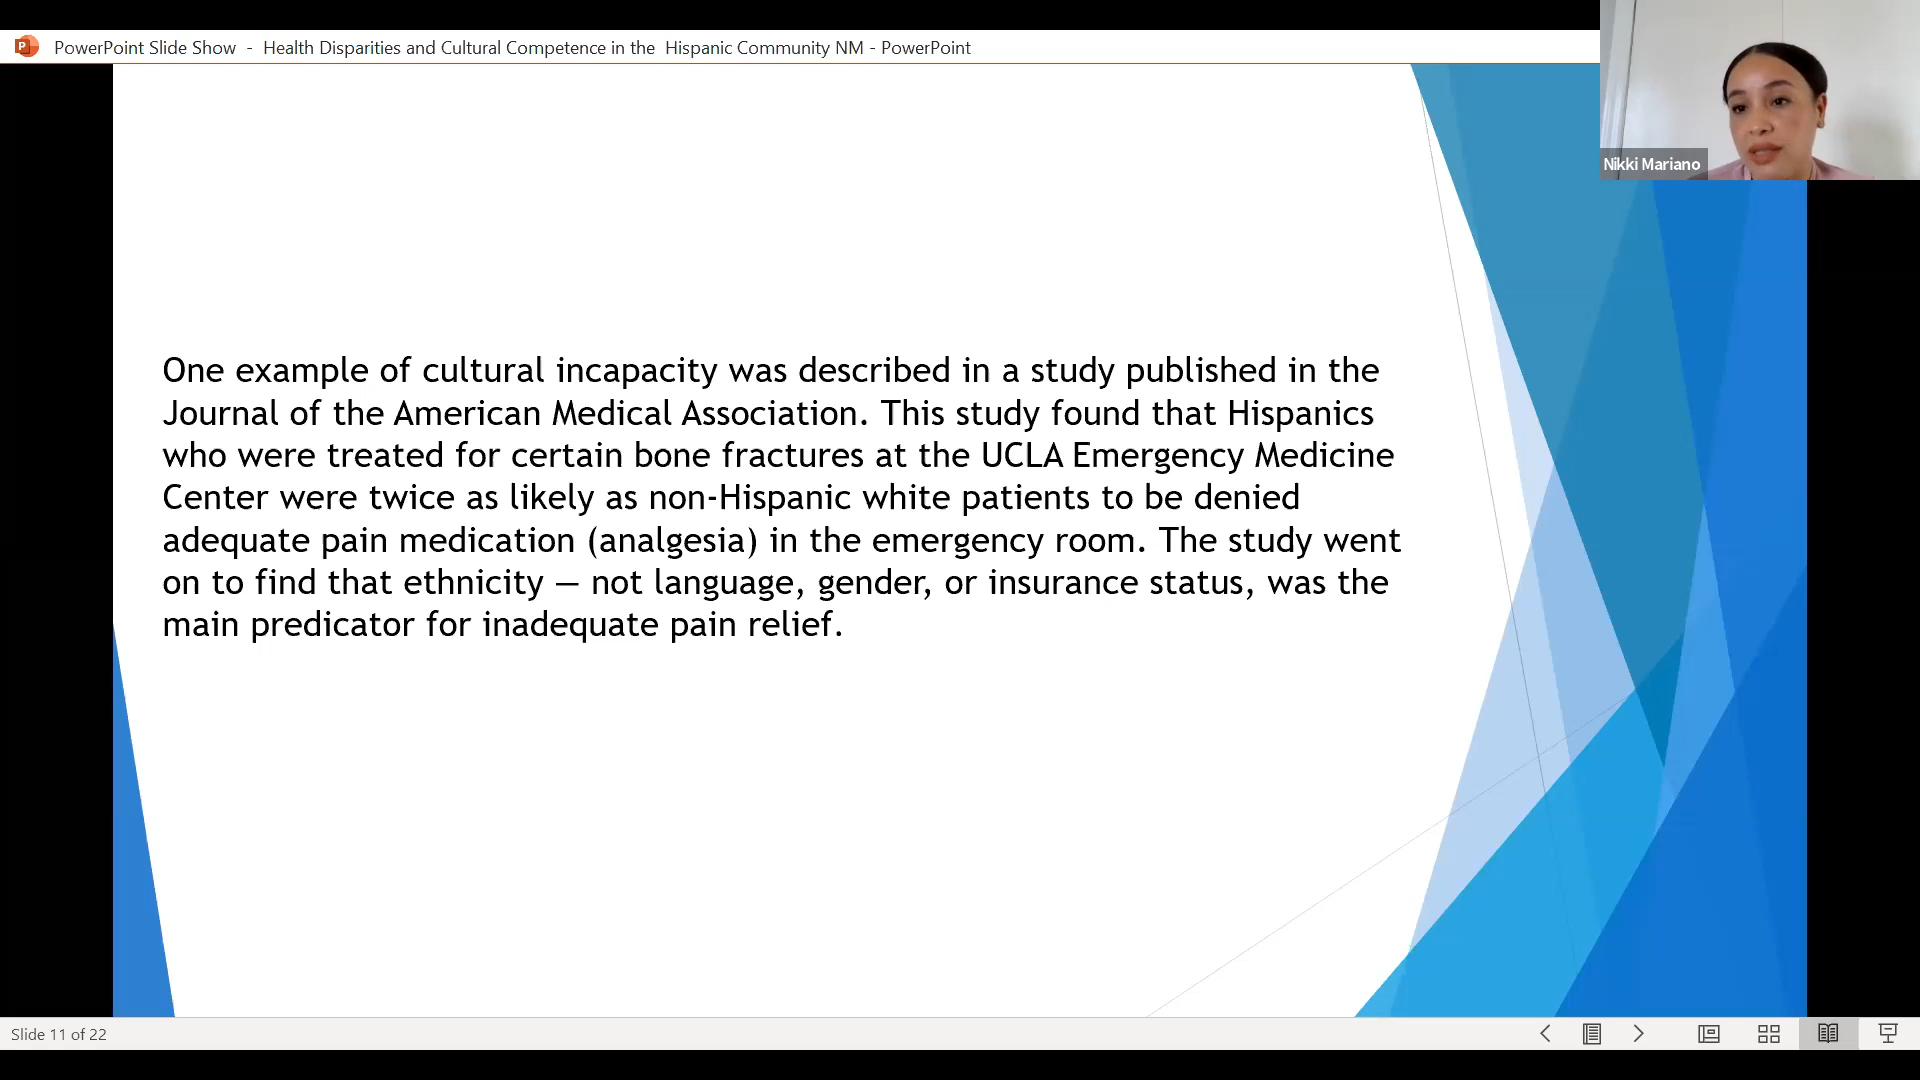 PowerPoint Slide Show - Health Disparities and Cultural Competence in the Hispanic Community NM - PowerPoint
Nikki Mariano
One example of cultural incapacity was described in a study published in the
Journal of the American Medical Association. This study found that Hispanics
who were treated for certain bone fractures at the UCLA Emergency Medicine
Center were twice as likely as non-Hispanic white patients to be denied
adequate pain medication (analgesia) in the emergency room. The study went
on to find that ethnicity — not language, gender, or insurance status, was the
main predicator for inadequate pain relief.
Slide 11 of 22